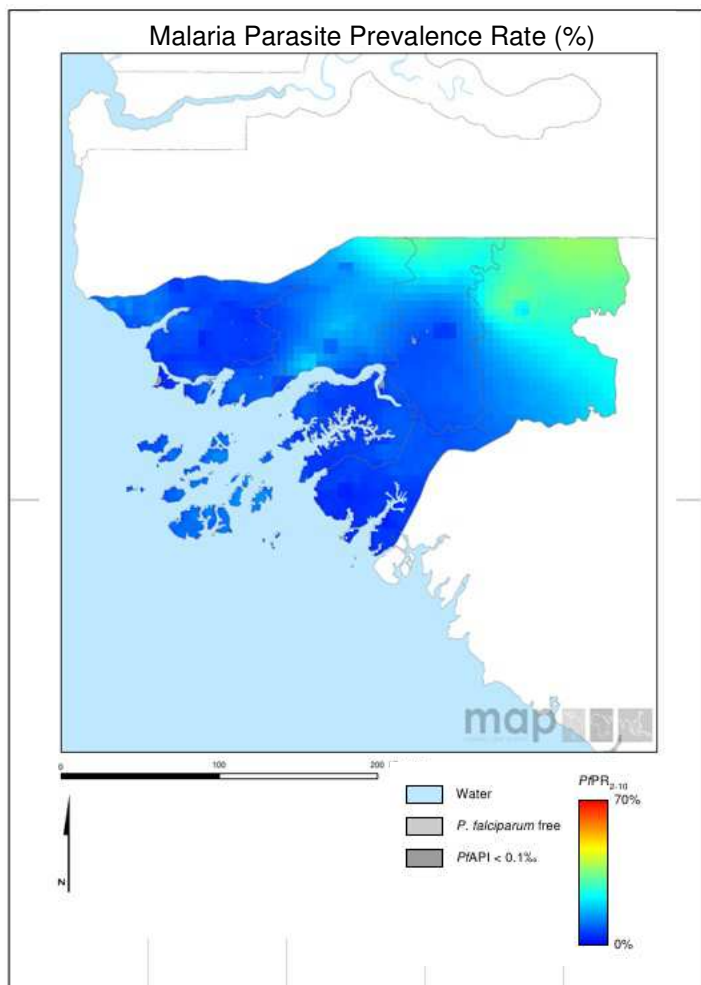 Malaria Parasite Prevalence Rate (%)
map
0 100 200
Water
P. falciparum free
PfAPI < 0.1‰
PfPR2-10
70%
0%
N